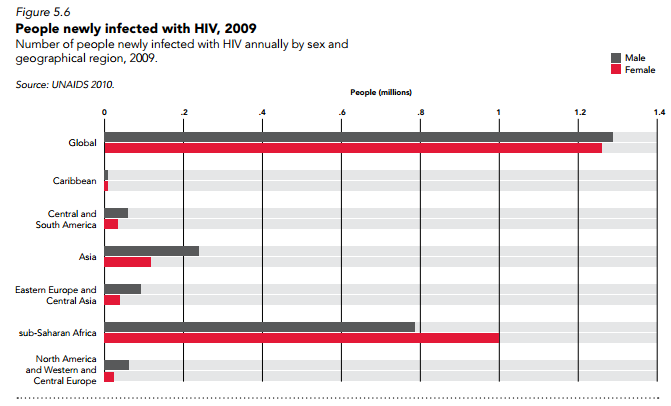 Figure 5.6
People newly infected with HIV, 2009
Number of people newly infected with HIV annually by sex and
geographical region, 2009.
Male
Female
Source: UNAIDS 2010.
People (millions)
0 .2 .4 .6 .8 1 1.2 1.4
Global
Caribbean
Central and
South America
Asia
Eastern Europe and
Central Asia
sub-Saharan Africa
North America
and Western and
Central Europe